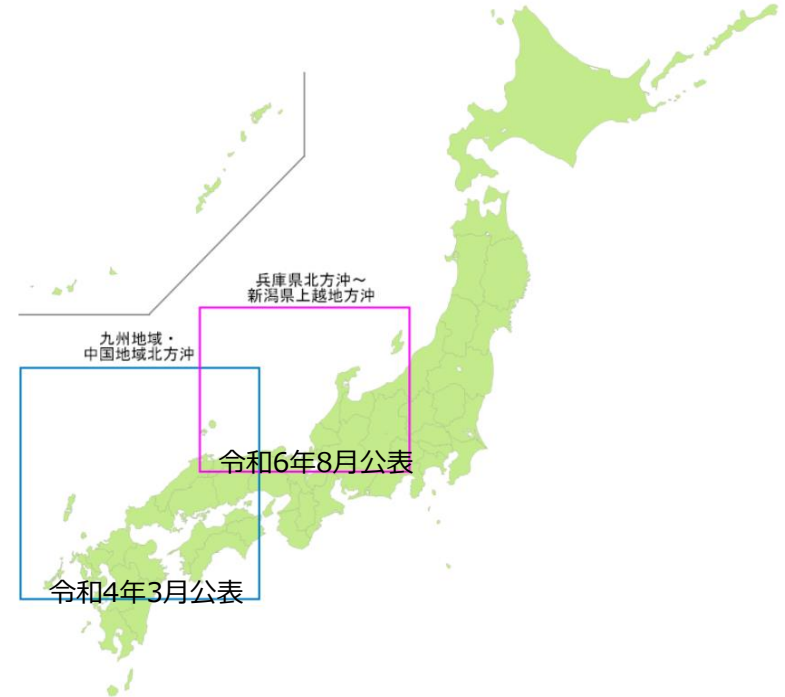 兵庫県北方沖～
新潟県上越地方沖
九州地域・
中国地域北方沖
令和6年8月公表
令和4年3月公表